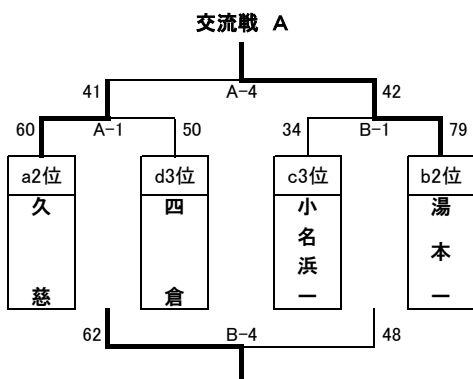 交流戦 A
41 A-4 42
60 A-1 50 34 B-1 79
a2位 d3位 c3位 b2位
久慈
四倉
小名浜一
湯本一
62 B-4 48